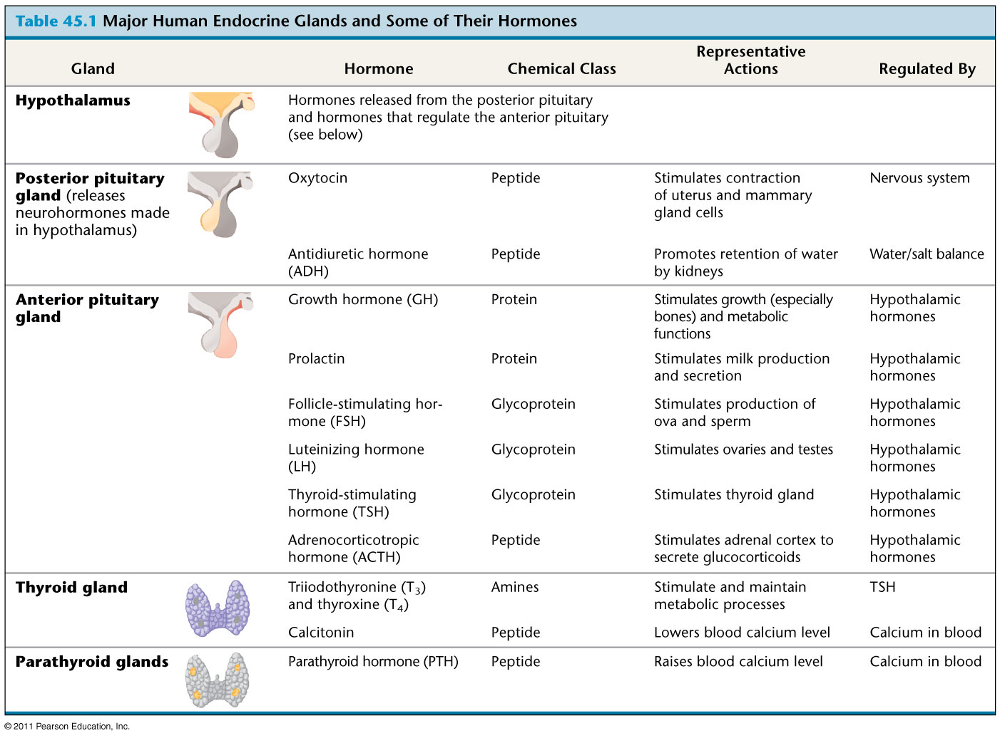 Table 45.1 Major Human Endocrine Glands and Some of Their Hormones
Gland Hormone Chemical Class Representative Actions Regulated By
Hypothalamus
Hormones released from the posterior pituitary
and hormones that regulate the anterior pituitary
(see below)
Posterior pituitary
gland (releases
neurohormones made
in hypothalamus)
Oxytocin
Peptide
Stimulates contraction
of uterus and mammary
gland cells
Nervous system
Antidiuretic hormone
(ADH)
Peptide
Promotes retention of water
by kidneys
Water/salt balance
Anterior pituitary
gland
Growth hormone (GH)
Protein
Stimulates growth (especially
bones) and metabolic
functions
Hypothalamic
hormones
Prolactin
Protein
Stimulates milk production
and secretion
Hypothalamic
hormones
Follicle-stimulating hor-
mone (FSH)
Glycoprotein
Stimulates production of
ova and sperm
Hypothalamic
hormones
Luteinizing hormone
(LH)
Glycoprotein
Stimulates ovaries and testes
Hypothalamic
hormones
Thyroid-stimulating
hormone (TSH)
Glycoprotein
Stimulates thyroid gland
Hypothalamic
hormones
Adrenocorticotropic
hormone (ACTH)
Peptide
Stimulates adrenal cortex to
secrete glucocorticoids
Hypothalamic
hormones
Thyroid gland
Triiodothyronine (T3)
and thyroxine (T4)
Amines
Stimulate and maintain
metabolic processes
TSH
Calcitonin
Peptide
Lowers blood calcium level
Calcium in blood
Parathyroid glands
Parathyroid hormone (PTH)
Peptide
Raises blood calcium level
Calcium in blood
© 2011 Pearson Education, Inc.